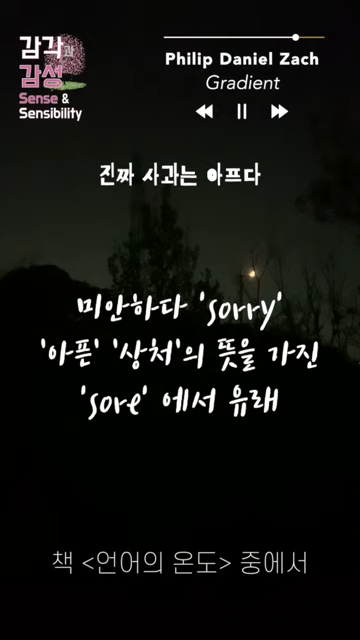 감각과
감성
Sense &
Sensibility
Philip Daniel Zach
Gradient
진짜 사과는 아프다
미안하다 'sorry'
'아픈' '상처'의 뜻을 가진
'sore' 에서 유래
책 <언어의 온도> 중에서